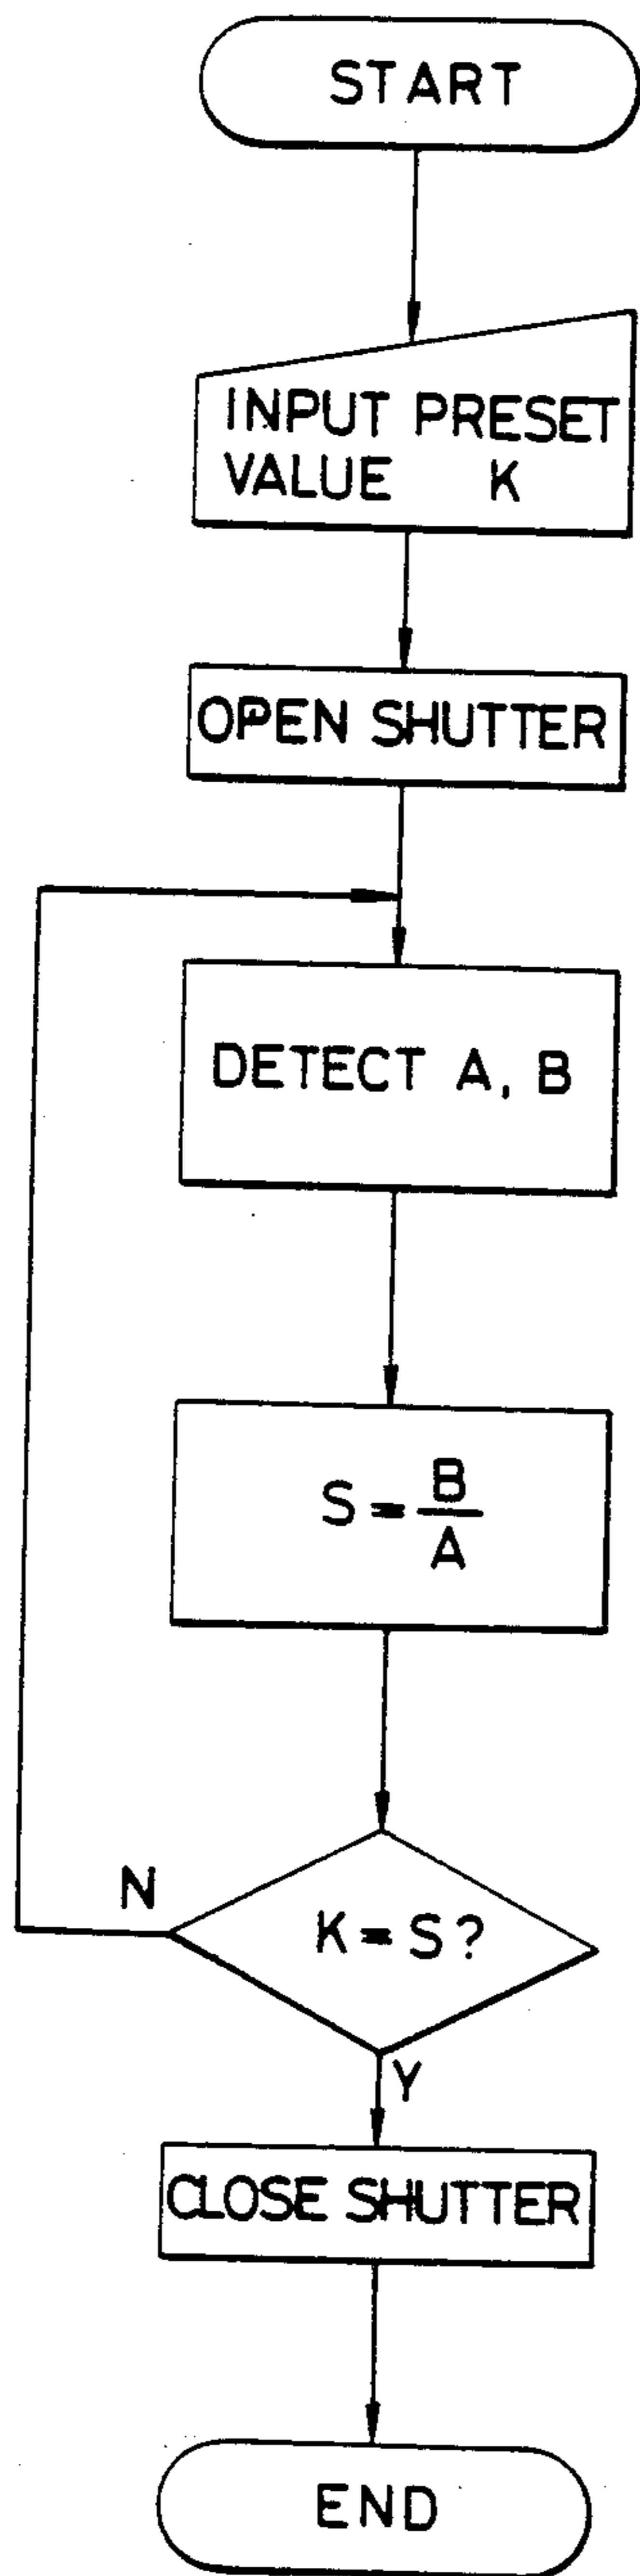 START
INPUT PRESET
VALUE K
OPEN SHUTTER
DETECT A, B
S = B/A
K = S?
N
Y
CLOSE SHUTTER
END